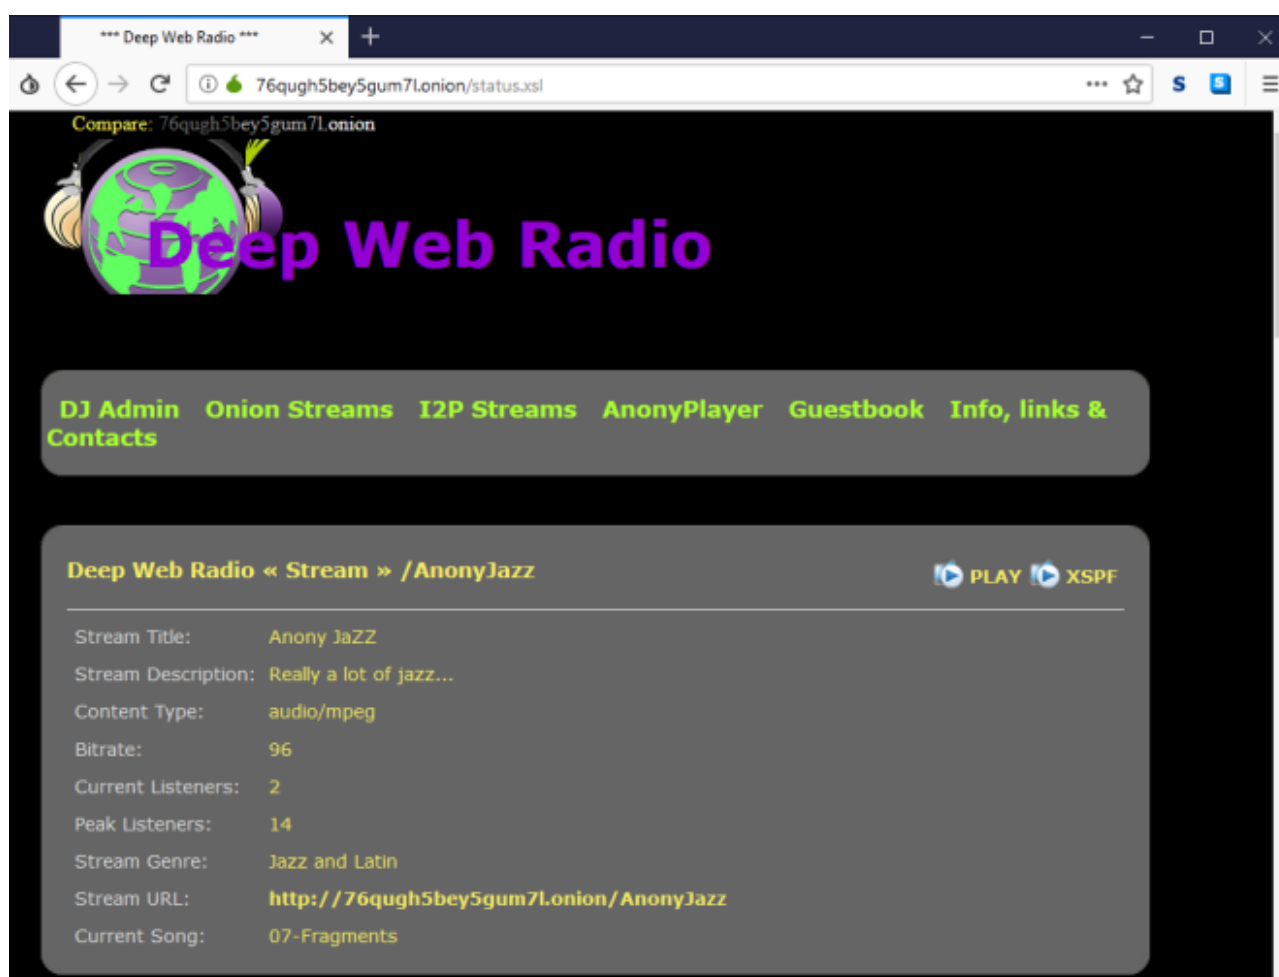 *** Deep Web Radio ***
76qugh5bey5gum7l.onion/status.xsl
S S
Compare: 76qugh5bey5gum7l.onion
Deep Web Radio
DJ Admin Onion Streams I2P Streams AnonyPlayer Guestbook Info, links &
Contacts
Deep Web Radio « Stream » /AnonyJazz PLAY XSPF
Stream Title: Anony JaZZ
Stream Description: Really a lot of jazz...
Content Type: audio/mpeg
Bitrate: 96
Current Listeners: 2
Peak Listeners: 14
Stream Genre: Jazz and Latin
Stream URL: http://76qugh5bey5gum7l.onion/AnonyJazz
Current Song: 07-Fragments